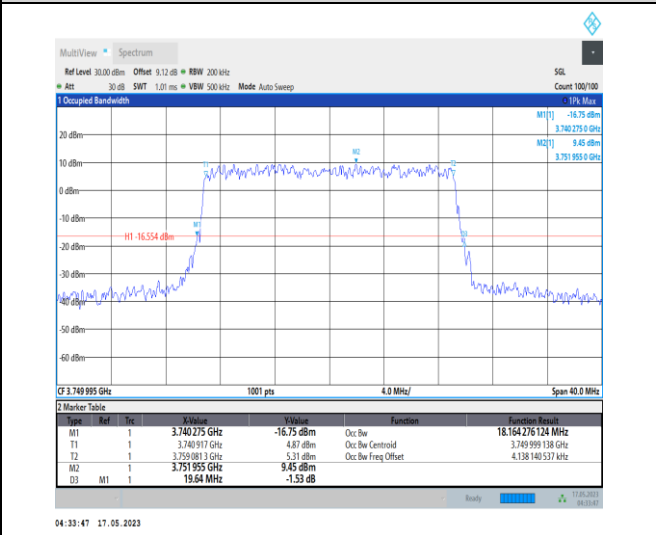 MultiView Spectrum
Ref Level 30.00 dBm Offset 9.12 dB RBW 200 kHz SGL
Att 30 dB SWT 1.01 ms VBW 500 kHz Mode Auto Sweep Count 100/100
1 Occupied Bandwidth 1Pk Max
M1[1] -16.75 dBm
3.740 275 0 GHz
M2[1] 9.45 dBm
3.751 955 0 GHz
20 dBm
M2
T1 T2
10 dBm
0 dBm
-10 dBm
M1
H1 -16.554 dBm
D3
-20 dBm
-30 dBm
-40 dBm
-50 dBm
-60 dBm
CF 3.749 995 GHz 1001 pts 4.0 MHz/ Span 40.0 MHz
2 Marker Table
Type Ref Trc X-Value Y-Value Function Function Result
M1 1 3.740 275 GHz -16.75 dBm Occ Bw 18.164 276 124 MHz
T1 1 3.740 917 GHz 4.87 dBm Occ Bw Centroid 3.749 999 138 GHz
T2 1 3.759 081 3 GHz 5.31 dBm Occ Bw Freq Offset 4.138 140 537 kHz
M2 1 3.751 955 GHz 9.45 dBm
D3 M1 1 19.64 MHz -1.53 dB
Ready 17.05.2023
04:33:47
04:33:47 17.05.2023